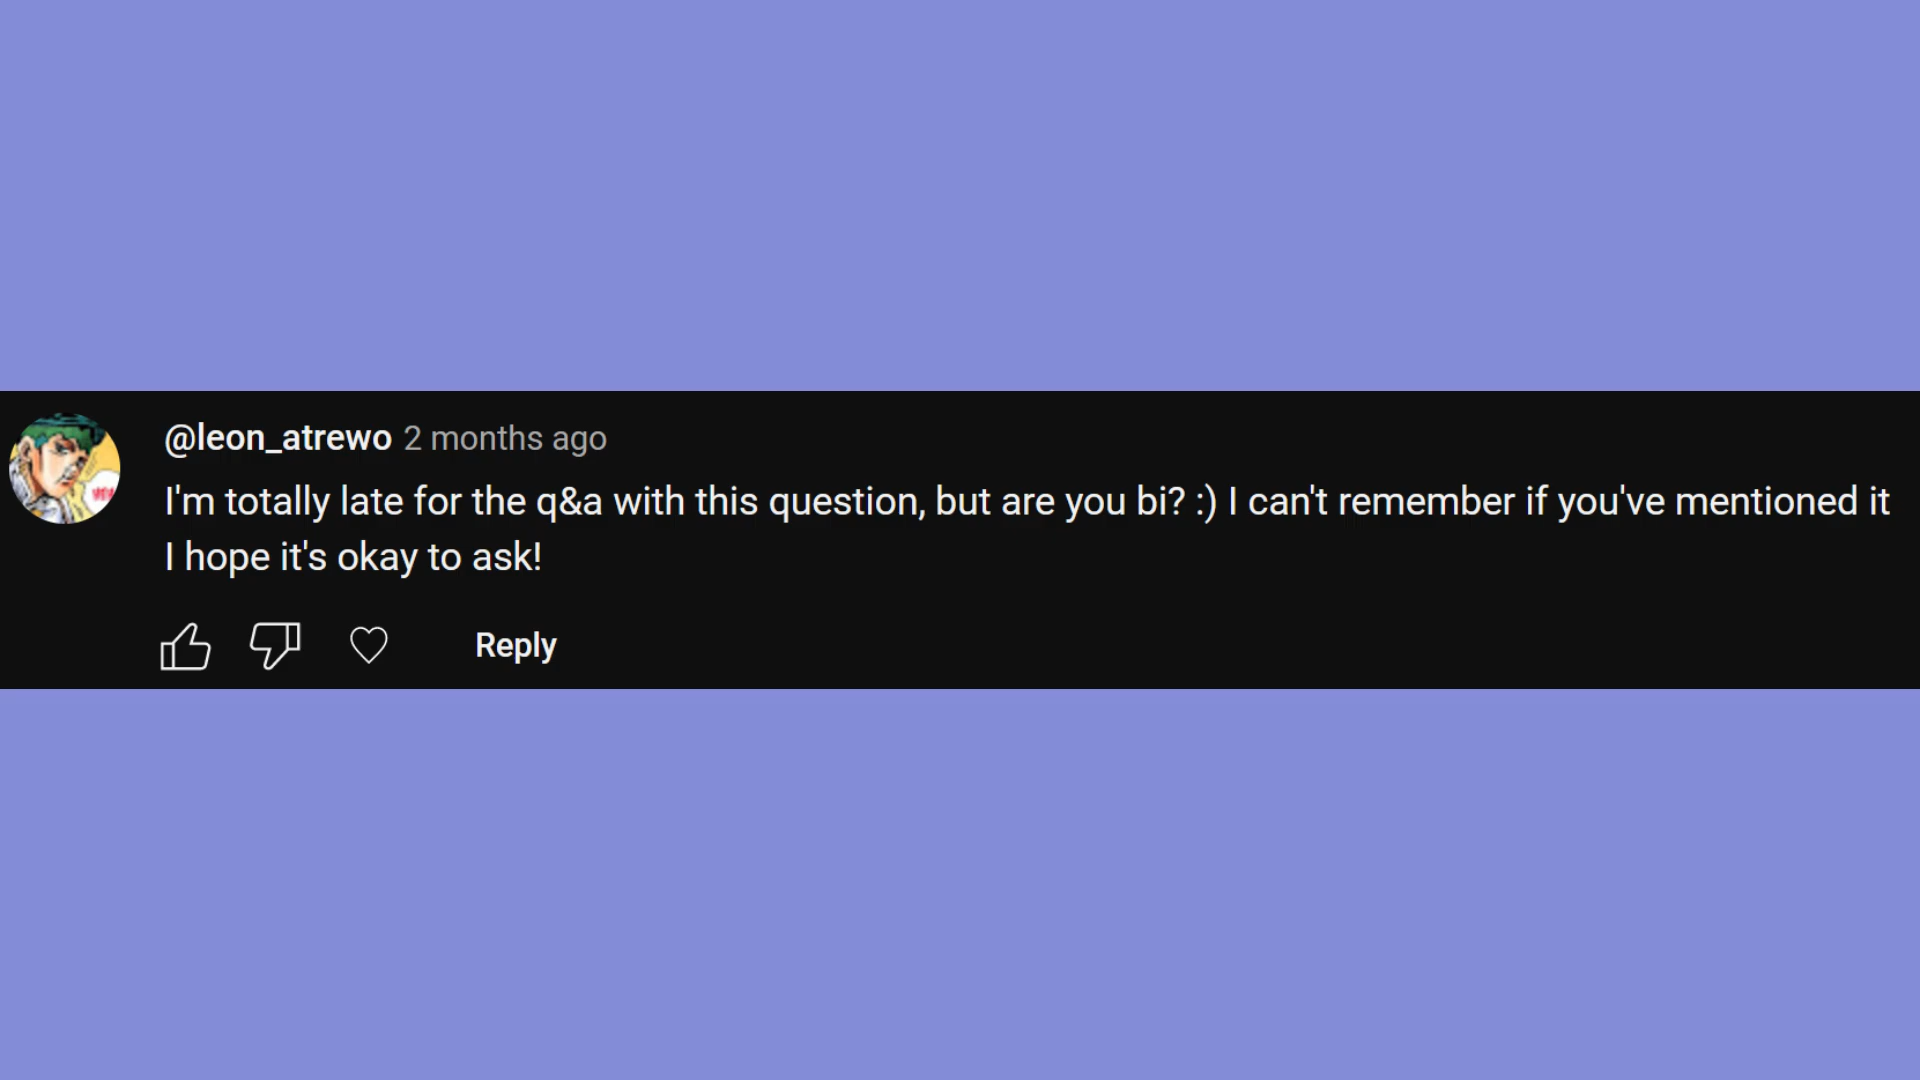 @leon_atrewo 2 months ago
I'm totally late for the q&a with this question, but are you bi? :) I can't remember if you've mentioned it
I hope it's okay to ask!
Reply